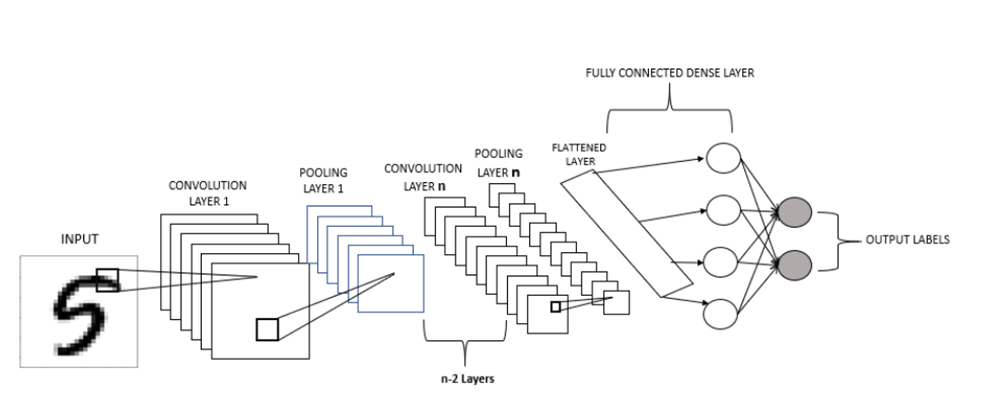 FULLY CONNECTED DENSE LAYER
FLATTENED
LAYER
POOLING
LAYER n
CONVOLUTION
LAYER n
POOLING
LAYER 1
CONVOLUTION
LAYER 1
INPUT
5
OUTPUT LABELS
n-2 Layers